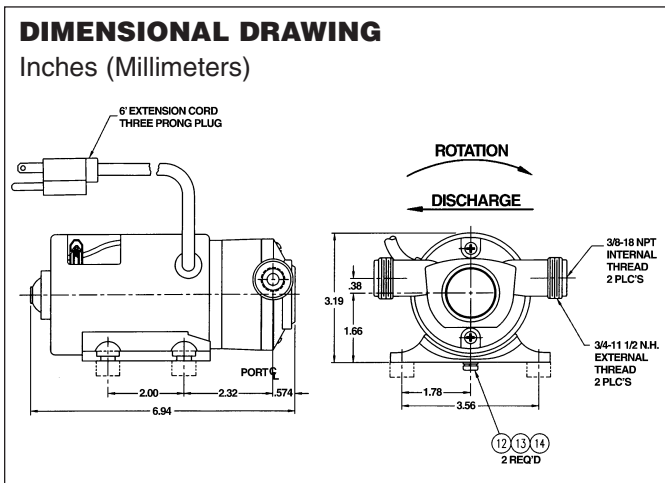 DIMENSIONAL DRAWING
Inches (Millimeters)
6' EXTENSION CORD
THREE PRONG PLUG
ROTATION
DISCHARGE
3/8-18 NPT
INTERNAL
THREAD
2 PLC'S
3/4-11 1/2 N.H.
EXTERNAL
THREAD
2 PLC'S
3.19
.38
1.66
PORT ℄
2.00
2.32
.574
6.94
1.78
3.56
12 13 14
2 REQ'D